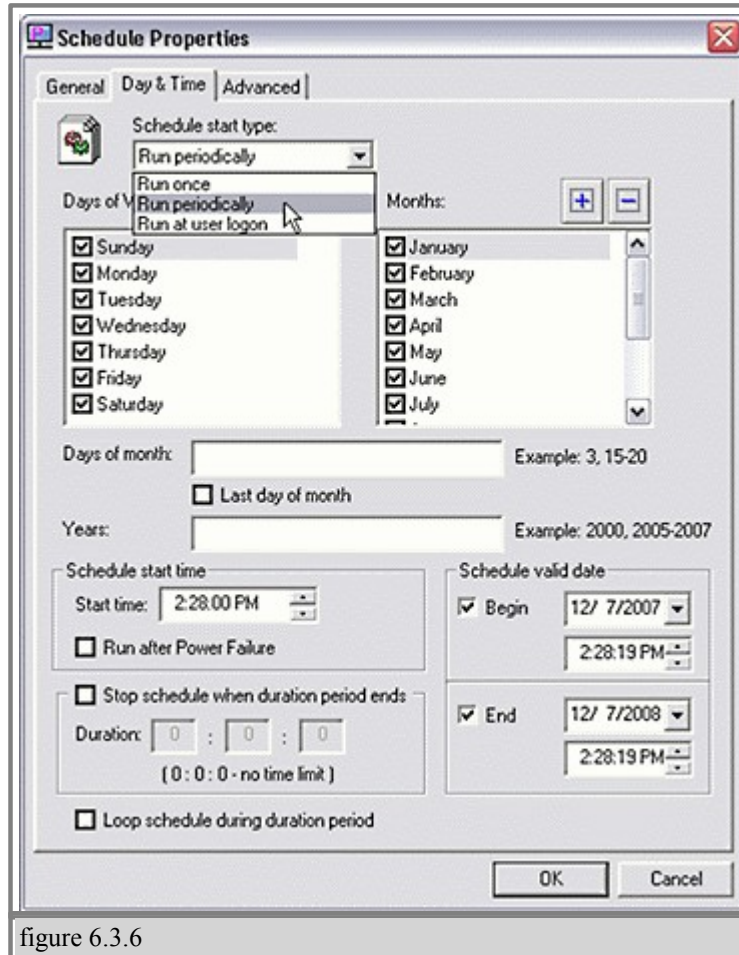 Schedule Properties
General Day & Time Advanced
Schedule start type:
Run periodically
Run once
Run periodically
Run at user logon
Days of
Months:
Sunday
Monday
Tuesday
Wednesday
Thursday
Friday
Saturday
January
February
March
April
May
June
July
Days of month:
Example: 3, 15-20
Last day of month
Years:
Example: 2000, 2005-2007
Schedule start time
Start time: 2:28:00 PM
Run after Power Failure
Schedule valid date
Begin 12/ 7/2007
2:28:19 PM
Stop schedule when duration period ends
Duration: 0 : 0 : 0
( 0 : 0 : 0 - no time limit )
End 12/ 7/2008
2:28:19 PM
Loop schedule during duration period
OK Cancel
figure 6.3.6